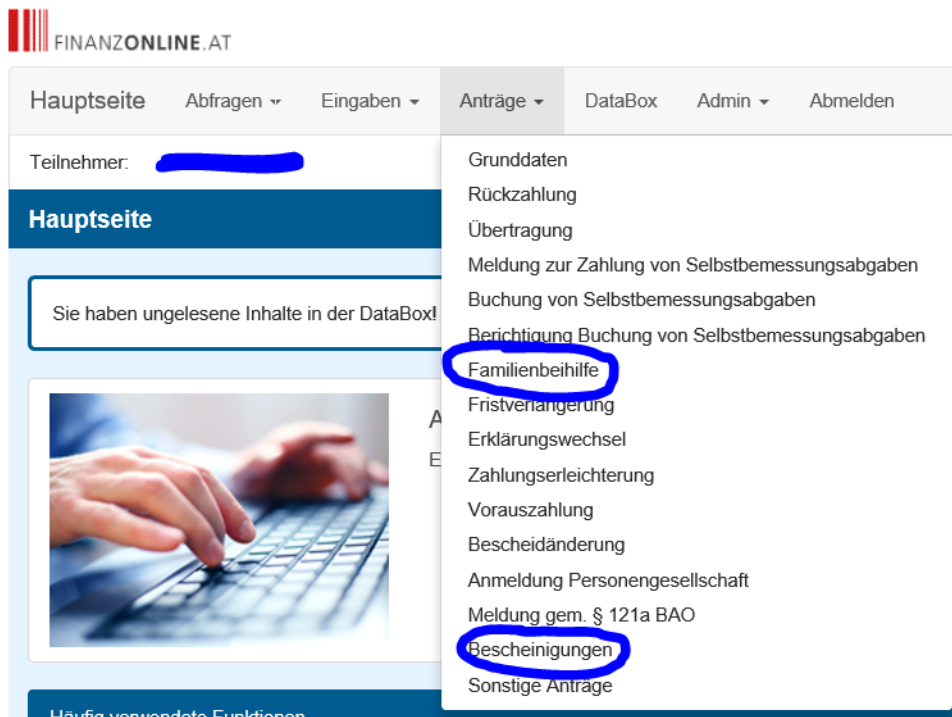 FINANZONLINE.AT
Hauptseite Abfragen Eingaben Anträge DataBox Admin Abmelden
Teilnehmer:
Hauptseite
Sie haben ungelesene Inhalte in der DataBox!
A
E
Grunddaten
Rückzahlung
Übertragung
Meldung zur Zahlung von Selbstbemessungsabgaben
Buchung von Selbstbemessungsabgaben
Berichtigung Buchung von Selbstbemessungsabgaben
Familienbeihilfe
Fristverlängerung
Erklärungswechsel
Zahlungserleichterung
Vorauszahlung
Bescheidänderung
Anmeldung Personengesellschaft
Meldung gem. § 121a BAO
Bescheinigungen
Sonstige Anträge
Häufig verwendete Funktionen